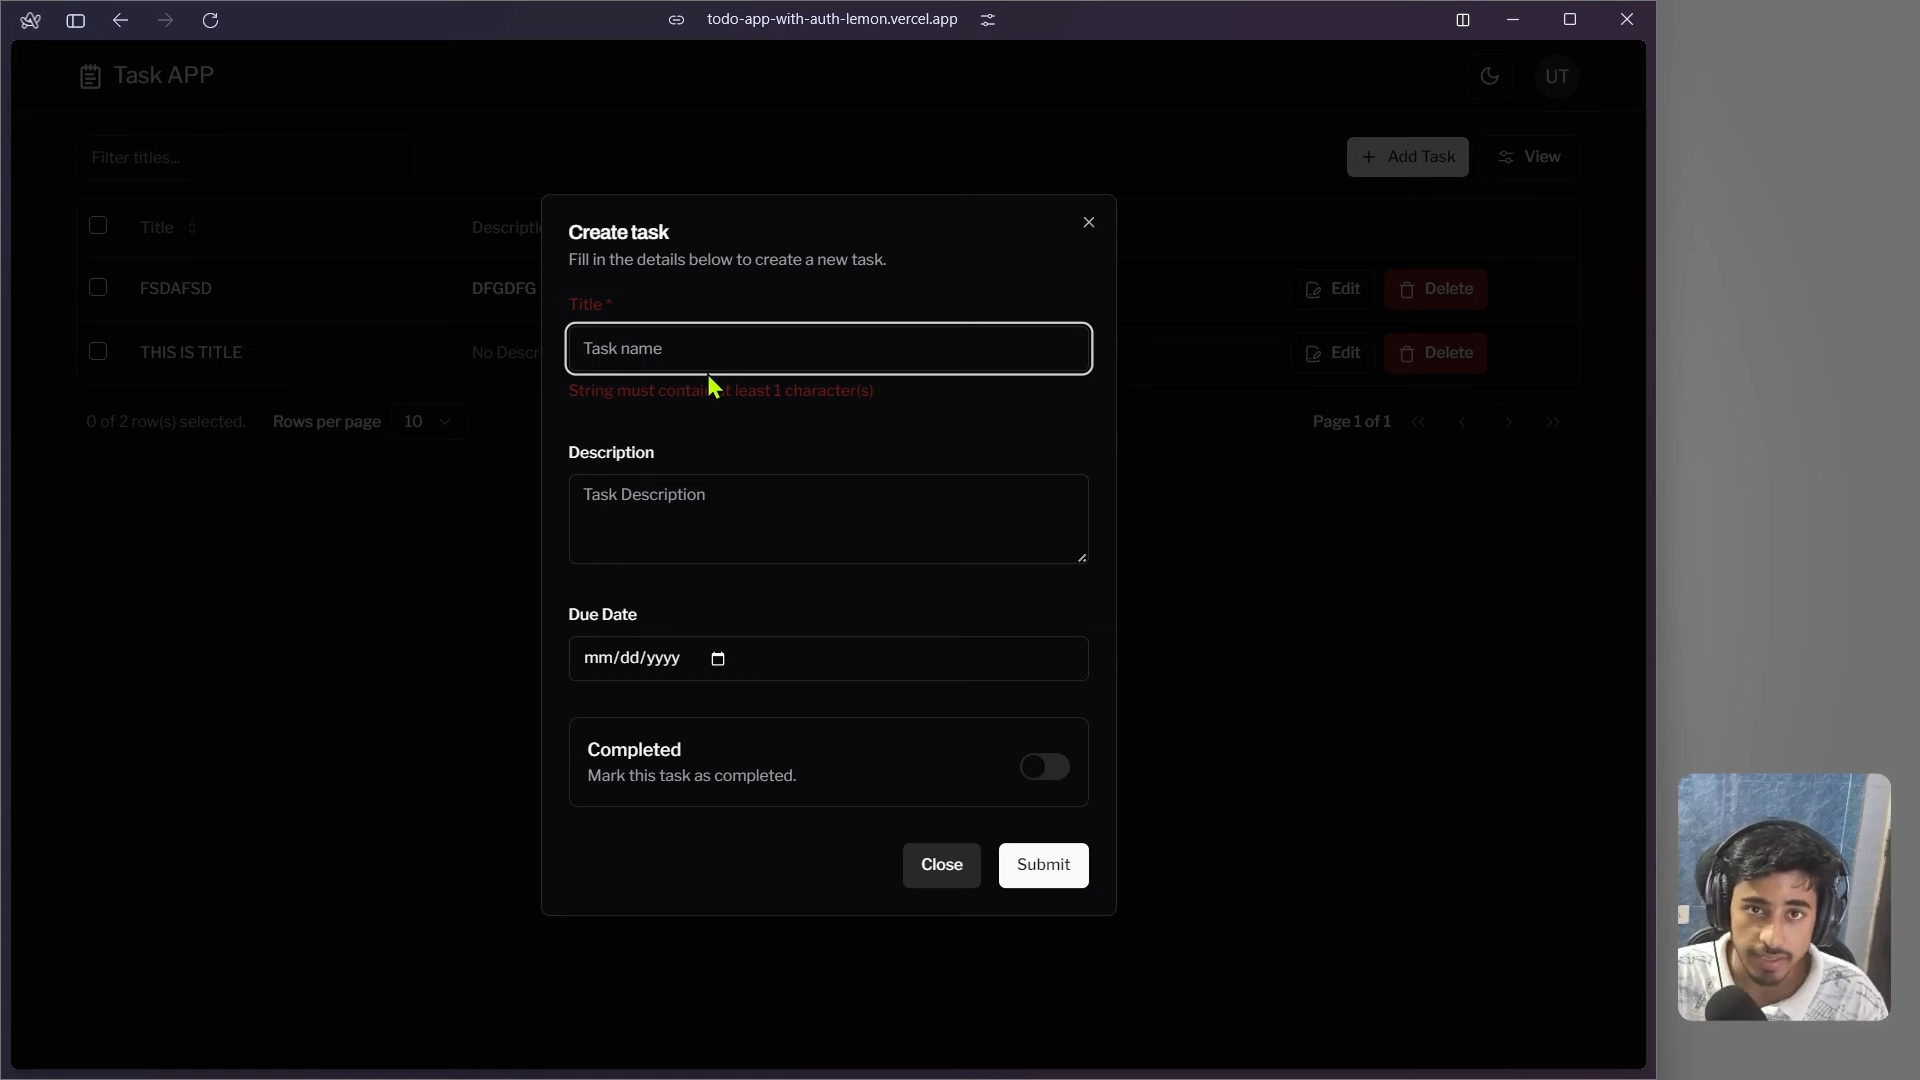 todo-app-with-auth-lemon.vercel.app
Task APP
UT
Filter titles...
Add Task
View
Title
Descripti
FSDAFSD
DFGDFG
Edit
Delete
THIS IS TITLE
No Descr
Edit
Delete
0 of 2 row(s) selected.
Rows per page
10
Page 1 of 1
Create task
Fill in the details below to create a new task.
Title *
Task name
String must contai t least 1 character(s)
Description
Task Description
Due Date
mm/dd/yyyy
Completed
Mark this task as completed.
Close
Submit